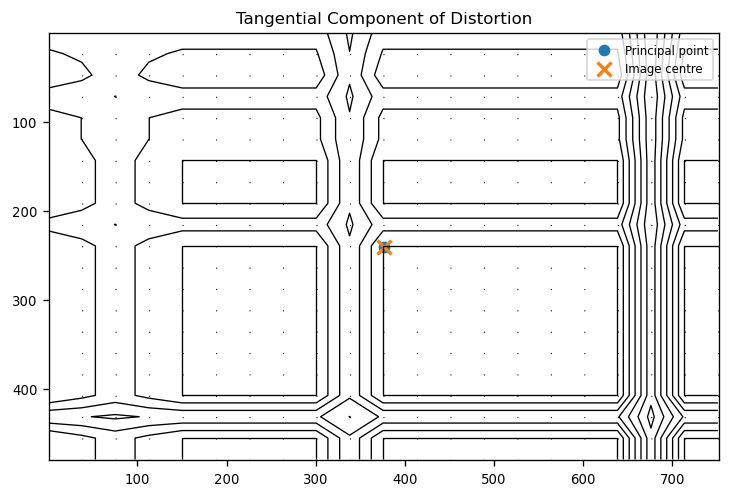 Tangential Component of Distortion
Principal point
Image centre
100
200
300
400
100 200 300 400 500 600 700